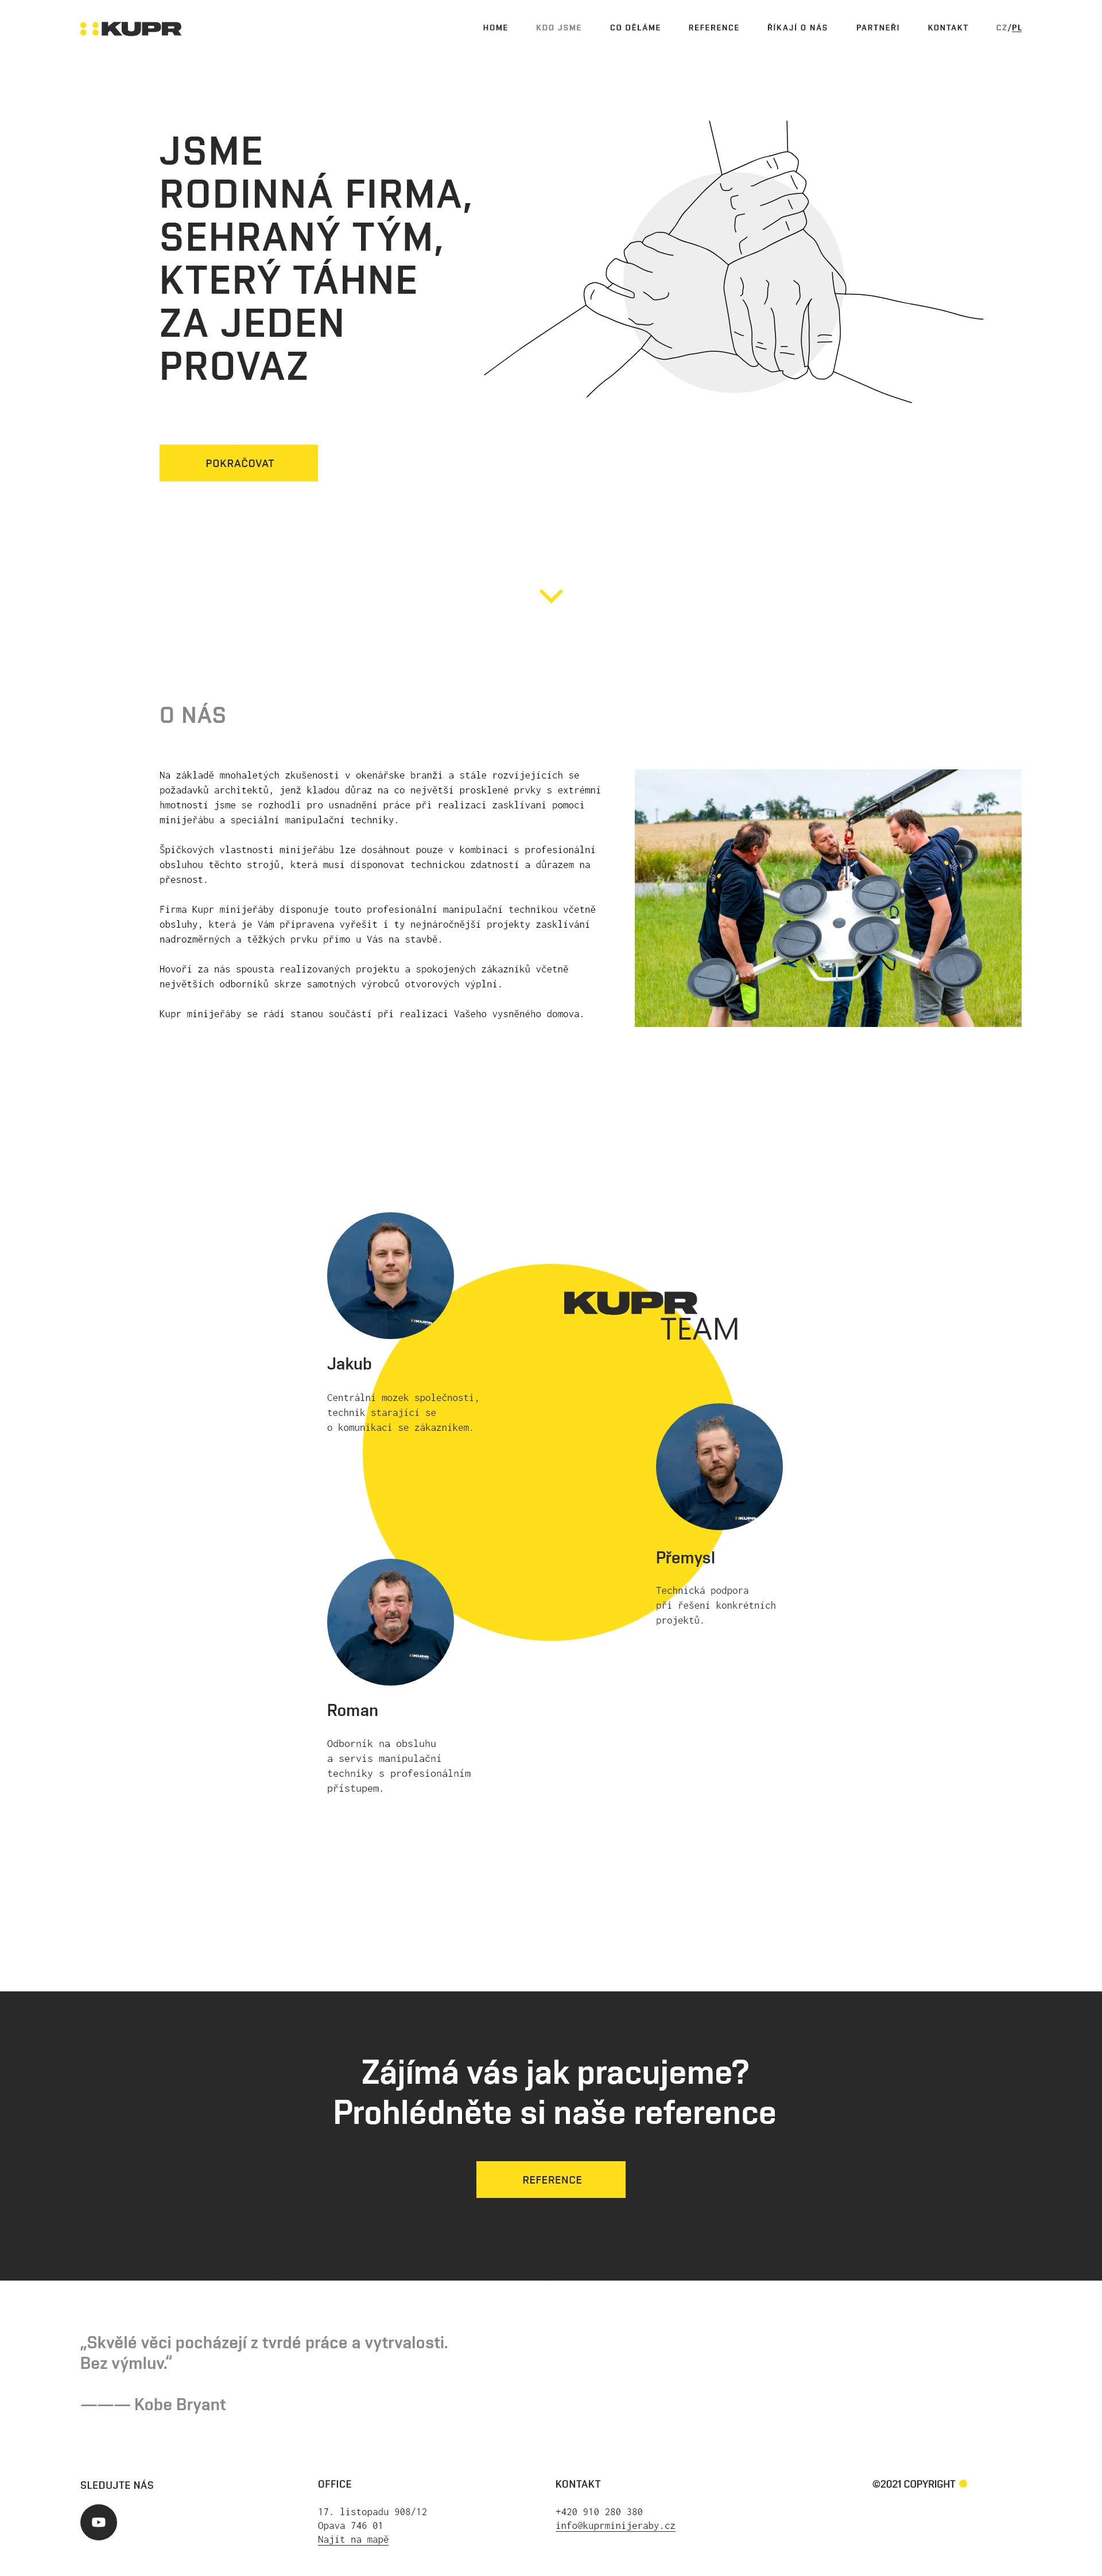 KUPR
HOME KDO JSME CO DĚLÁME REFERENCE ŘÍKAJÍ O NÁS PARTNEŘI KONTAKT CZ/PL
JSME
RODINNÁ FIRMA,
SEHRANÝ TÝM,
KTERÝ TÁHNE
ZA JEDEN
PROVAZ
POKRAČOVAT
O NÁS
Na základě mnohaletých zkušenosti v okenářske branži a stále rozvíjejících se
požadavků architektů, jenž kladou důraz na co největší prosklené prvky s extrémní
hmotností jsme se rozhodli pro usnadnění práce při realizaci zasklívaní pomocí
minijeřábu a speciální manipulační techniky.
Špičkových vlastností minijeřábu lze dosáhnout pouze v kombinaci s profesionální
obsluhou těchto strojů, která musí disponovat technickou zdatností a důrazem na
přesnost.
Firma Kupr minijeřáby disponuje touto profesionální manipulační technikou včetně
obsluhy, která je Vám připravena vyřešit i ty nejnáročnější projekty zasklívání
nadrozměrných a těžkých prvku přímo u Vás na stavbě.
Hovoří za nás spousta realizovaných projektu a spokojených zákazníků včetně
největších odborníků skrze samotných výrobců otvorových výplní.
Kupr minijeřáby se rádi stanou součástí při realizaci Vašeho vysněného domova.
KUPR
TEAM
Jakub
Centrální mozek společnosti,
technik starající se
o komunikaci se zákazníkem.
Přemysl
Technická podpora
při řešení konkrétních
projektů.
Roman
Odborník na obsluhu
a servis manipulační
techniky s profesionálním
přístupem.
Zájímá vás jak pracujeme?
Prohlédněte si naše reference
REFERENCE
„Skvělé věci pocházejí z tvrdé práce a vytrvalosti.
Bez výmluv.“
——— Kobe Bryant
SLEDUJTE NÁS
OFFICE
17. listopadu 908/12
Opava 746 01
Najít na mapě
KONTAKT
+420 910 280 380
info@kuprminijeraby.cz
©2021 COPYRIGHT